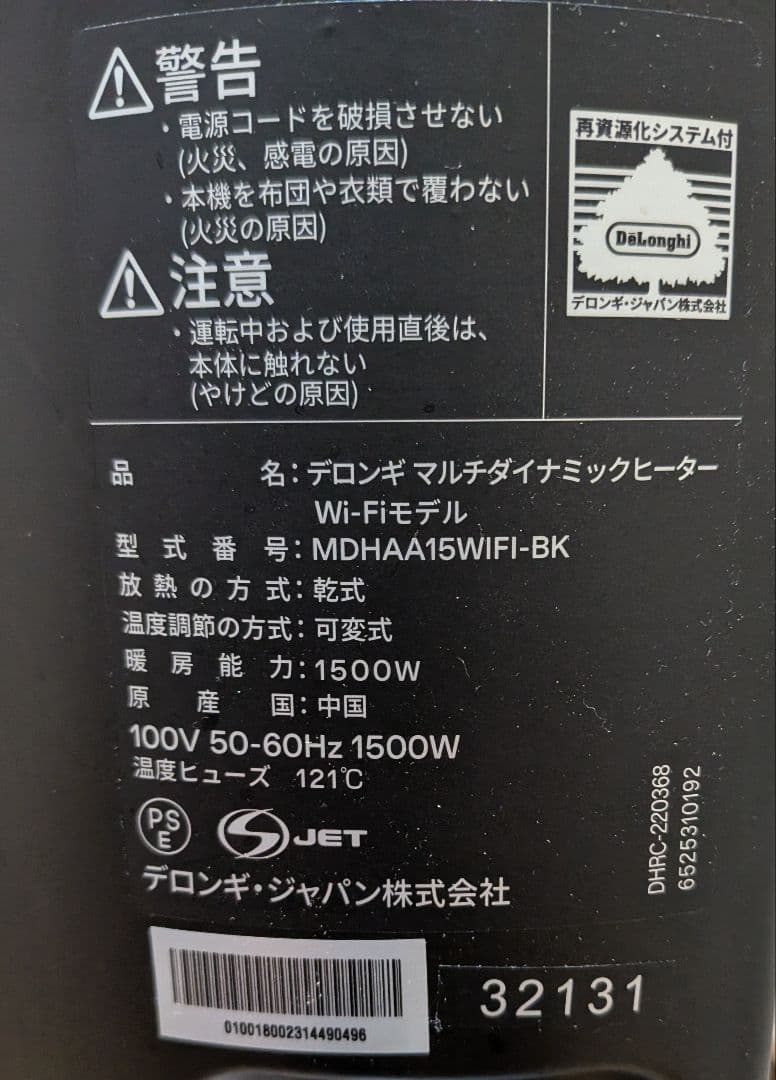 警告
・電源コードを破損させない
(火災、感電の原因)
・本機を布団や衣類で覆わない
(火災の原因)
注意
・運転中および使用直後は、
本体に触れない
(やけどの原因)
再資源化システム付
DeLonghi
デロンギ・ジャパン株式会社
品名：デロンギ マルチダイナミックヒーター
Wi-Fiモデル
型式番号：MDHAA15WIFI-BK
放熱の方式：乾式
温度調節の方式：可変式
暖房能力：1500W
原産国：中国
100V 50-60Hz 1500W
温度ヒューズ 121℃
PS
E
S JET
デロンギ・ジャパン株式会社
DHRC-220368
6525310192
010018002314490496
32131